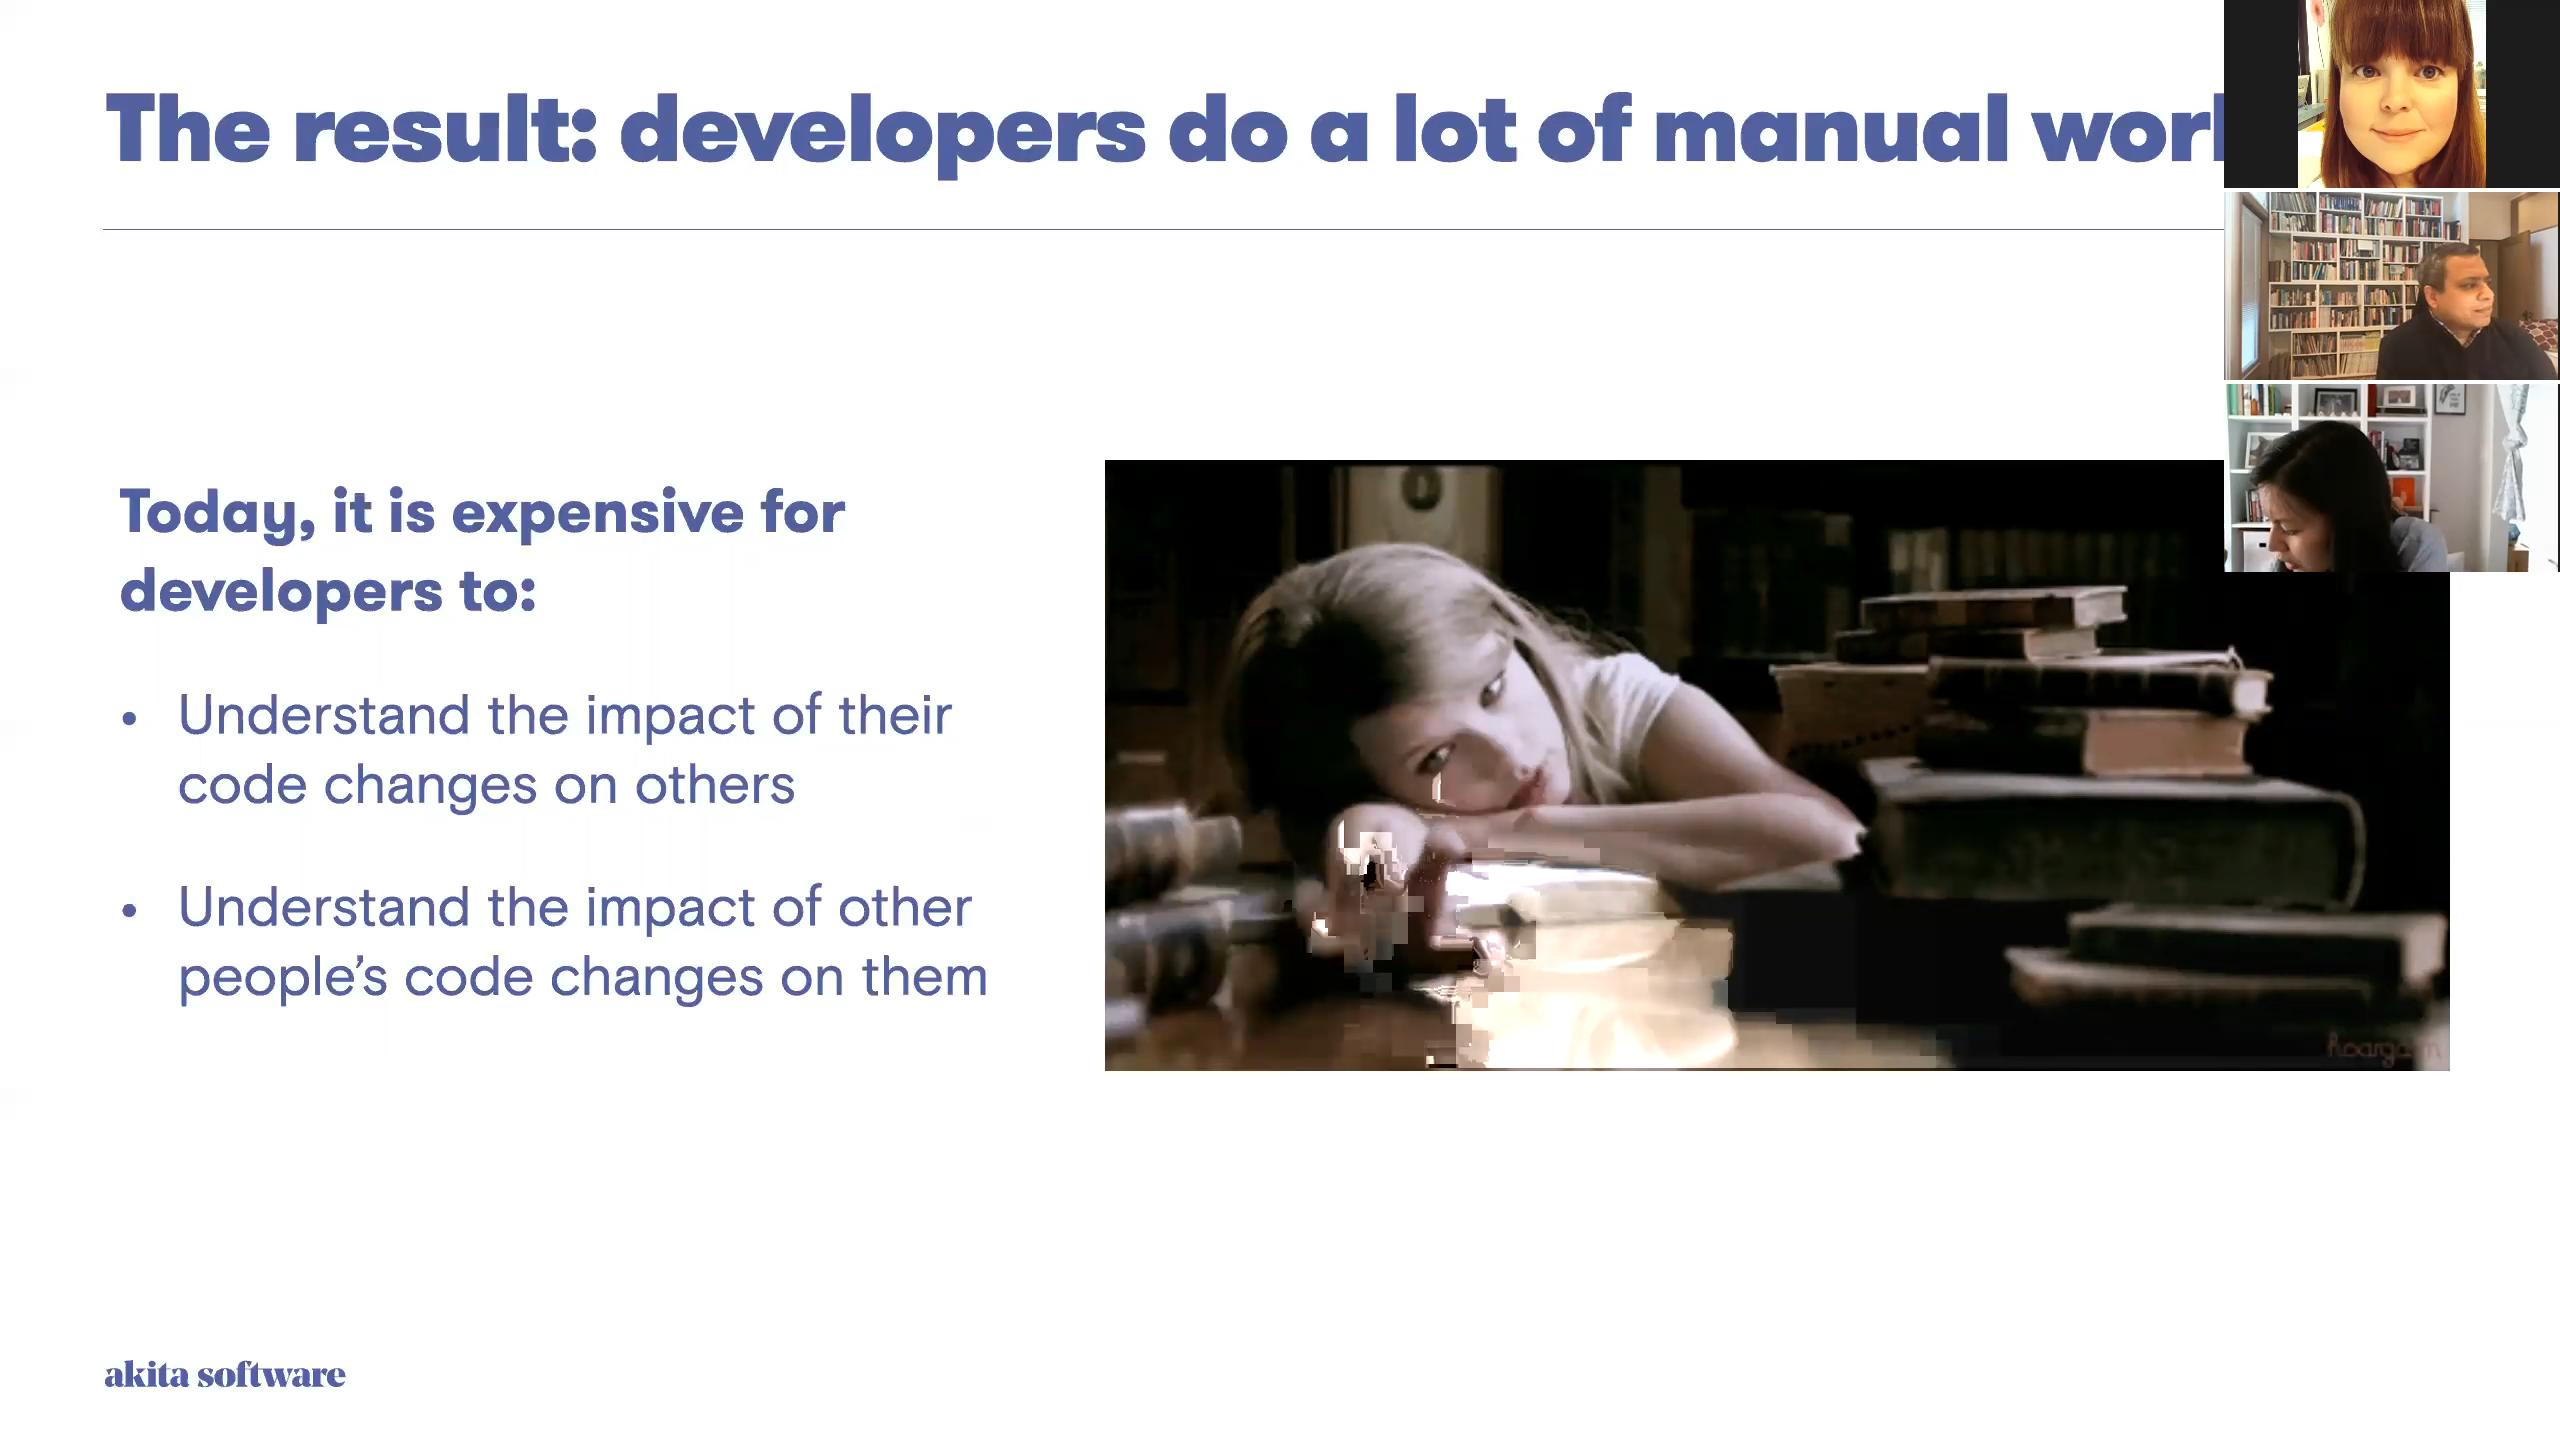 The result: developers do a lot of manual
Today, it is expensive for
developers to:
• Understand the impact of their
code changes on others
• Understand the impact of other
people’s code changes on them
akita software